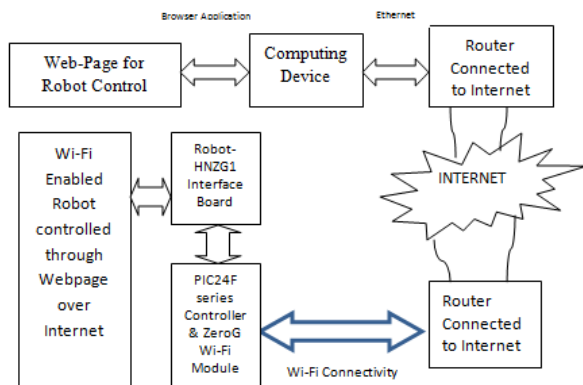 Browser Application
Ethernet
Web-Page for
Robot Control
Computing
Device
Router
Connected
to Internet
Wi-Fi
Enabled
Robot
controlled
through
Webpage
over
Internet
Robot-
HNZG1
Interface
Board
INTERNET
PIC24F
series
Controller
& ZeroG
Wi-Fi
Module
Router
Connected
to Internet
Wi-Fi Connectivity